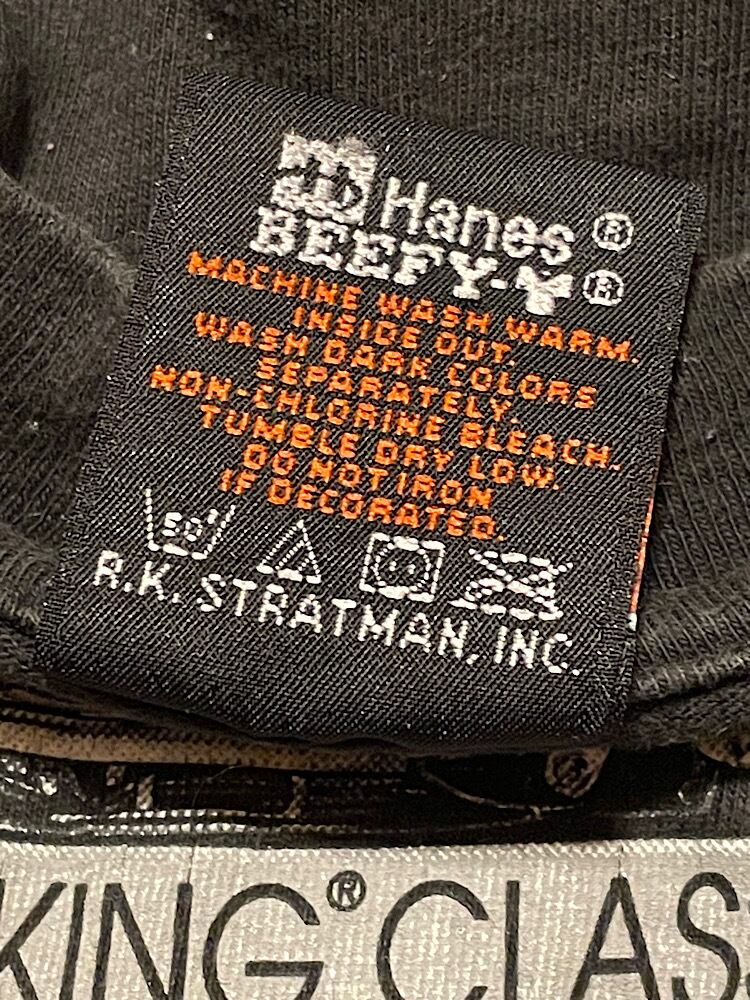 Hanes®
BEEFY-T®
MACHINE WASH WARM.
INSIDE OUT,
WASH DARK COLORS
SEPARATELY.
NON-CHLORINE BLEACH.
TUMBLE DRY LOW.
DO NOT IRON
IF DECORATED.
R.K. STRATMAN, INC.
KING® CLAS